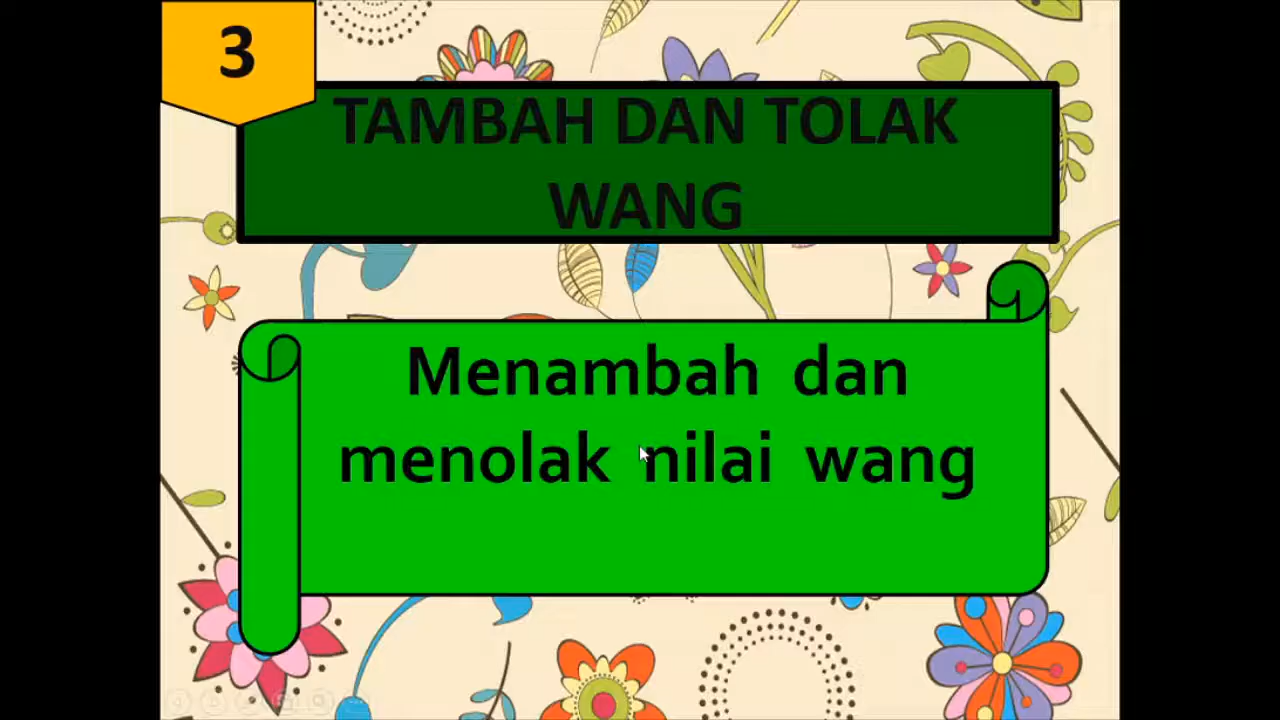 3
TAMBAH DAN TOLAK
WANG
Menambah dan
menolak nilai wang